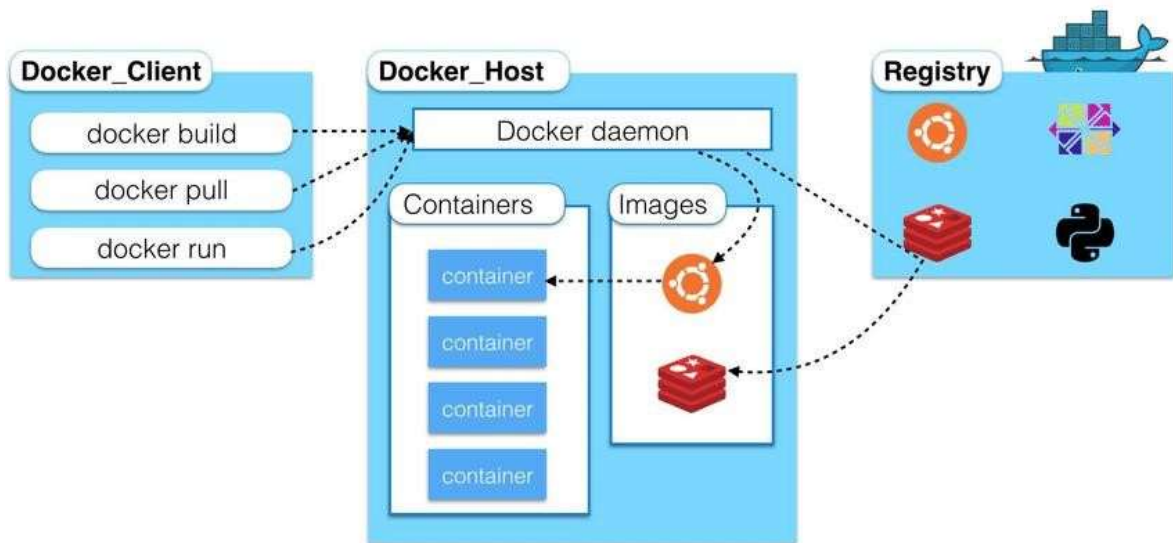 Docker_Client
docker build
docker pull
docker run
Docker_Host
Docker daemon
Containers
container
container
container
container
Images
Registry